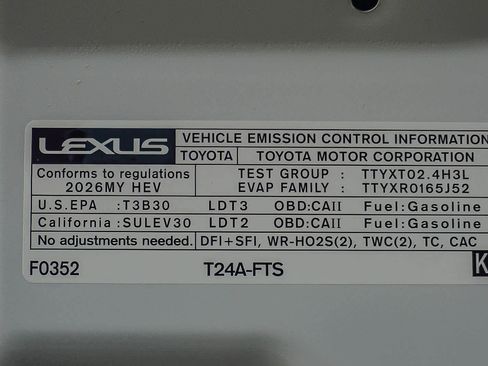 LEXUS VEHICLE EMISSION CONTROL INFORMATION
TOYOTA TOYOTA MOTOR CORPORATION
Conforms to regulations TEST GROUP : TTYXT02.4H3L
2026MY HEV EVAP FAMILY : TTYXR0165J52
U.S.EPA :T3B30 LDT3 OBD:CAII Fuel:Gasoline
California :SULEV30 LDT2 OBD:CAII Fuel:Gasoline
No adjustments needed. DFI+SFI, WR-HO2S(2), TWC(2), TC, CAC
F0352 T24A-FTS K